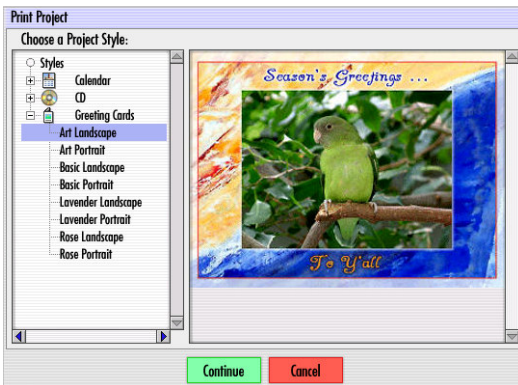 Print Project
Choose a Project Style:
Styles
Calendar
CD
Greeting Cards
Art Landscape
Art Portrait
Basic Landscape
Basic Portrait
Lavender Landscape
Lavender Portrait
Rose Landscape
Rose Portrait
Season's Greetings ...
To Y'all
Continue
Cancel